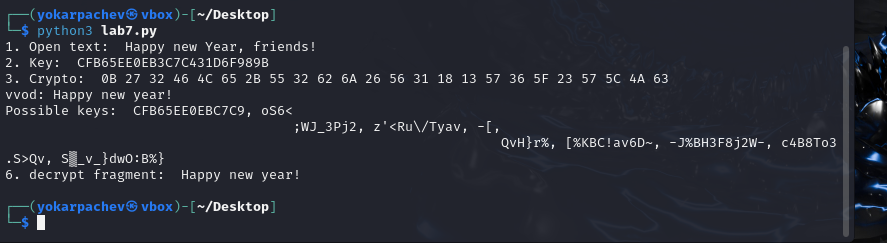 ┌──(yokarpachev㉿vbox)-[~/Desktop]
└─$ python3 lab7.py
1. Open text:  Happy new Year, friends!
2. Key:  CFB65EE0EB3C7C431D6F989B
3. Crypto:  0B 27 32 46 4C 65 2B 55 32 62 6A 26 56 31 18 13 57 36 5F 23 57 5C 4A 63
vvod: Happy new year!
Possible keys:  CFB65EE0EBC7C9, oS6<
;WJ_3Pj2, z'<Ru\/Tyav, -[,
QvH}r%, [%KBC!av6D~, -J%BH3F8j2W-, c4B8To3
.S>Qv, S▒_v_}dwO:B%}
6. decrypt fragment:  Happy new year!
┌──(yokarpachev㉿vbox)-[~/Desktop]
└─$